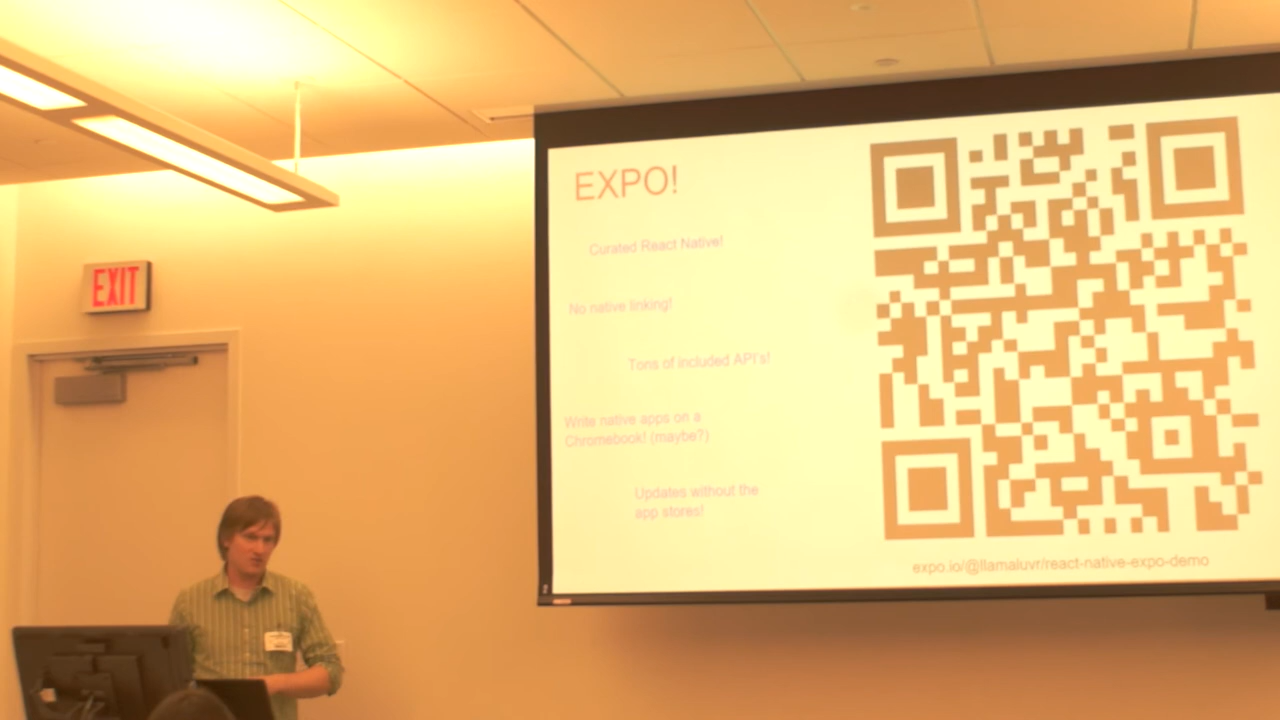 EXIT
EXPO!
Curated React Native!
No native linking!
Tons of included API's!
Write native apps on a
Chromebook! (maybe?)
Updates without the
app stores!
expo.io/@llamaluvr/react-native-expo-demo